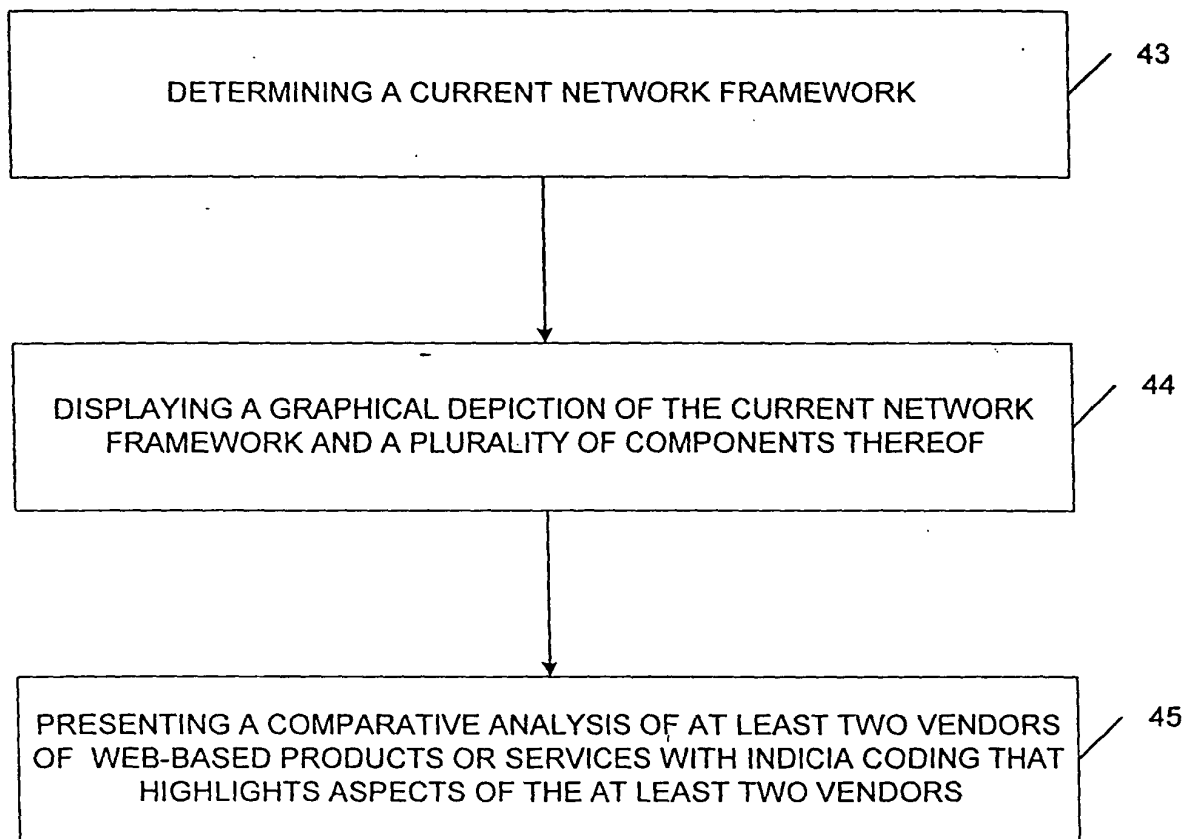 DETERMINING A CURRENT NETWORK FRAMEWORK
43
DISPLAYING A GRAPHICAL DEPICTION OF THE CURRENT NETWORK
FRAMEWORK AND A PLURALITY OF COMPONENTS THEREOF
44
PRESENTING A COMPARATIVE ANALYSIS OF AT LEAST TWO VENDORS
OF WEB-BASED PRODUCTS OR SERVICES WITH INDICIA CODING THAT
HIGHLIGHTS ASPECTS OF THE AT LEAST TWO VENDORS
45